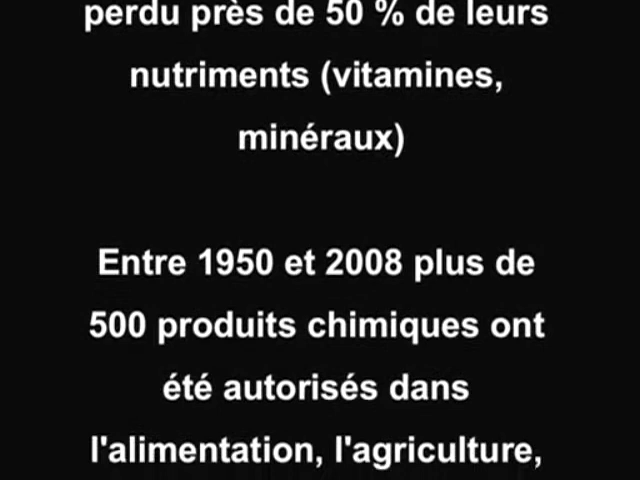 perdu près de 50 % de leurs
nutriments (vitamines,
minéraux)
Entre 1950 et 2008 plus de
500 produits chimiques ont
été autorisés dans
l'alimentation, l'agriculture,